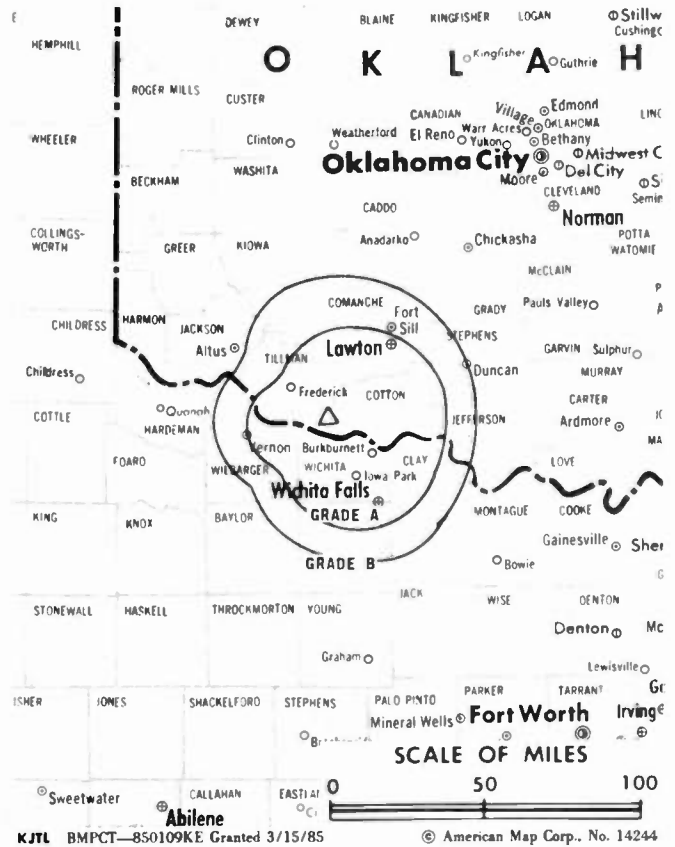 E DEWEY BLAINE KINGFISHER LOGAN Stillw
Cushing
HEMPHILL
O K L A H
Kingfisher Guthrie
ROGER MILLS
CUSTER
Edmond
CANADIAN Village OKLAHOMA LINC
WHEELER Clinton Weatherford El Reno Warr Acres Bethany
Yukon
Oklahoma City Midwest C
BECKHAM WASHITA Moore Del City
CLEVELAND S
Semin
CADDO Norman
COLLINGS-
WORTH GREER KIOWA Anadarko Chickasha POTTA
WATOMIE
McCLAIN
COMANCHE P
CHILDRESS HARMON JACKSON Fort
Sill GRADY Pauls Valley
STEPHENS
Altus TILLMAN Lawton GARVIN Sulphur
Childress Duncan MURRAY
Frederick COTTON CARTER
COTTLE Quanah JEFFERSON Ardmore
HARDEMAN MA
Vernon Burkburnett
FOARD WILBARGER WICHITA CLAY LOVE
Iowa Park
Wichita Falls
KING KNOX BAYLOR GRADE A MONTAGUE COOKE
Gainesville Sher
GRADE B Bowie
JACK WISE DENTON
STONEWALL HASKELL THROCKMORTON YOUNG
Denton Mc
Graham Lewisville
ISHER JONES SHACKELFORD STEPHENS PALO PINTO PARKER TARRANT
Mineral Wells Fort Worth Irving
SCALE OF MILES
Sweetwater CALLAHAN EASTLAN 0 50 100
Abilene
KJTL BMPCT—850109KE Granted 3/15/85 © American Map Corp., No. 14244